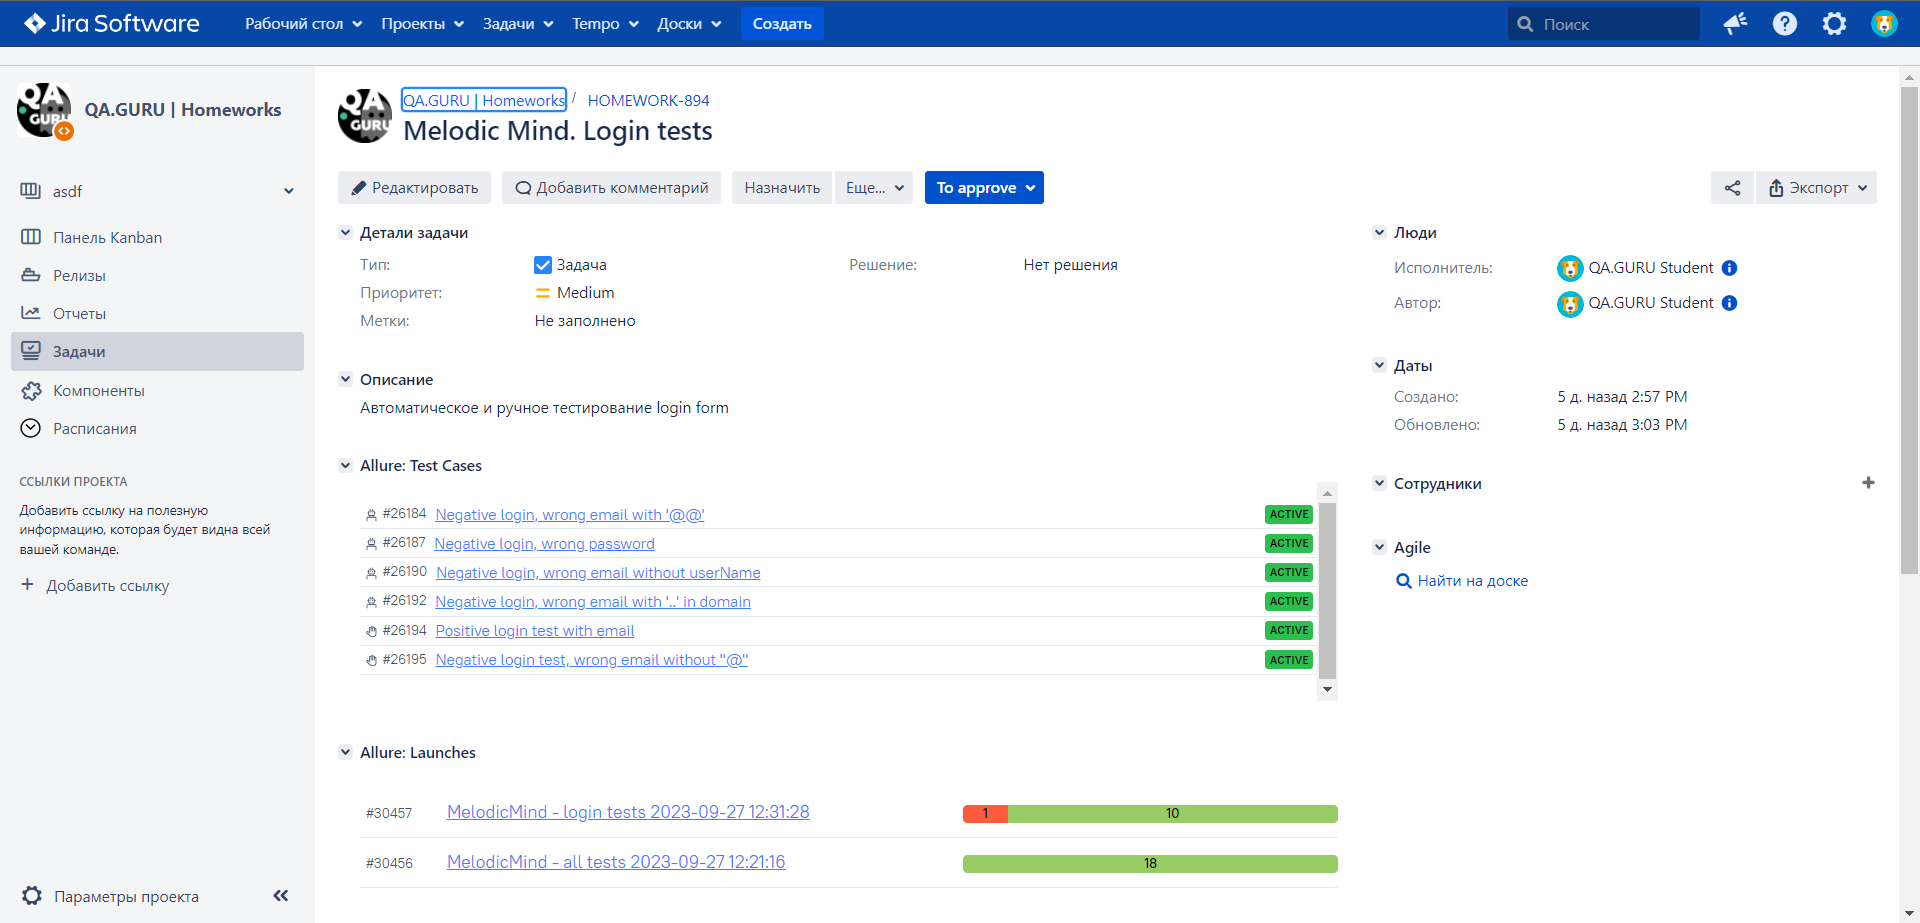 Jira Software Рабочий стол Проекты Задачи Tempo Доски Создать Поиск
QA GURU
QA.GURU | Homeworks
asdf
Панель Kanban
Релизы
Отчеты
Задачи
Компоненты
Расписания
ССЫЛКИ ПРОЕКТА
Добавить ссылку на полезную
информацию, которая будет видна всей
вашей команде.
+ Добавить ссылку
Параметры проекта
QA GURU
QA.GURU | Homeworks / HOMEWORK-894
Melodic Mind. Login tests
Редактировать Добавить комментарий Назначить Еще... To approve Экспорт
Детали задачи
Тип: Задача Решение: Нет решения
Приоритет: Medium
Метки: Не заполнено
Описание
Автоматическое и ручное тестирование login form
Allure: Test Cases
#26184 Negative login, wrong email with '@@' ACTIVE
#26187 Negative login, wrong password ACTIVE
#26190 Negative login, wrong email without userName ACTIVE
#26192 Negative login, wrong email with '..' in domain ACTIVE
#26194 Positive login test with email ACTIVE
#26195 Negative login test, wrong email without "@" ACTIVE
Allure: Launches
#30457 MelodicMind - login tests 2023-09-27 12:31:28 1 10
#30456 MelodicMind - all tests 2023-09-27 12:21:16 18
Люди
Исполнитель: QA.GURU Student
Автор: QA.GURU Student
Даты
Создано: 5 д. назад 2:57 PM
Обновлено: 5 д. назад 3:03 PM
Сотрудники
Agile
Найти на доске